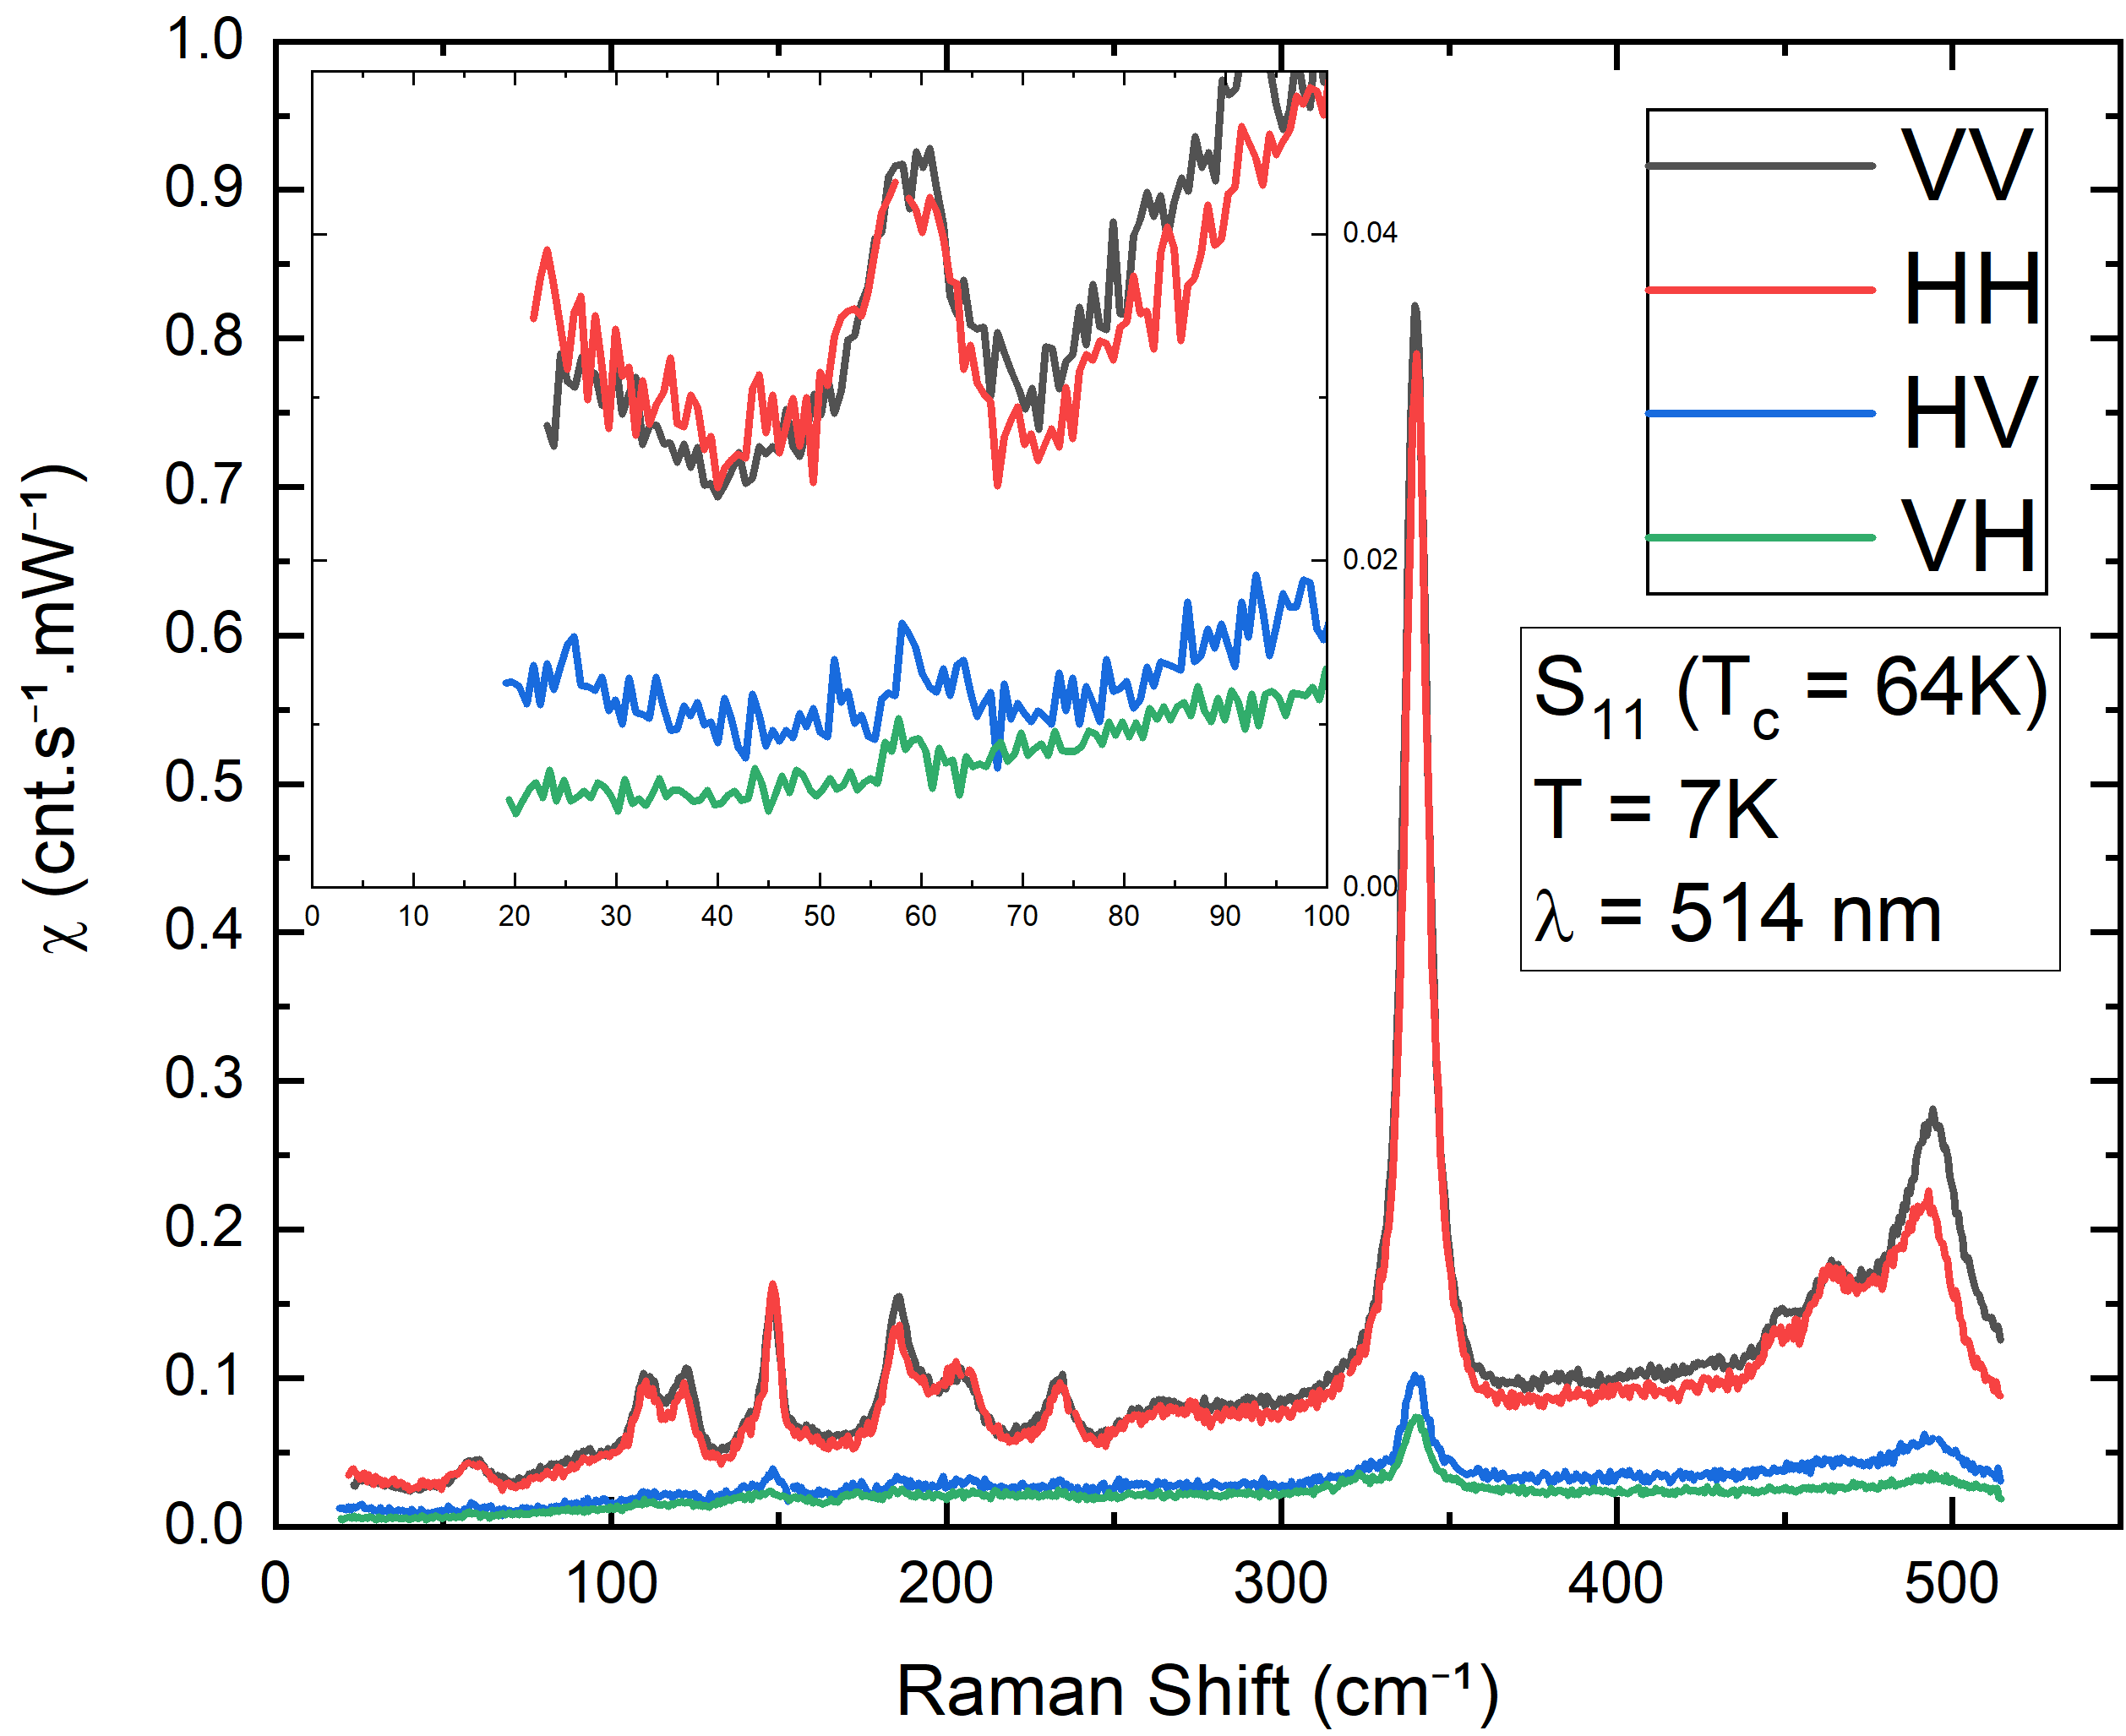 1.0
0.9
0.8
0.7
0.6
0.5
0.4
0.3
0.2
0.1
0.0
χ (cnt.s⁻¹.mW⁻¹)
0.04
0.02
0.00
0 10 20 30 40 50 60 70 80 90 100
VV
HH
HV
VH
S₁₁ (T_c = 64K)
T = 7K
λ = 514 nm
0 100 200 300 400 500
Raman Shift (cm⁻¹)